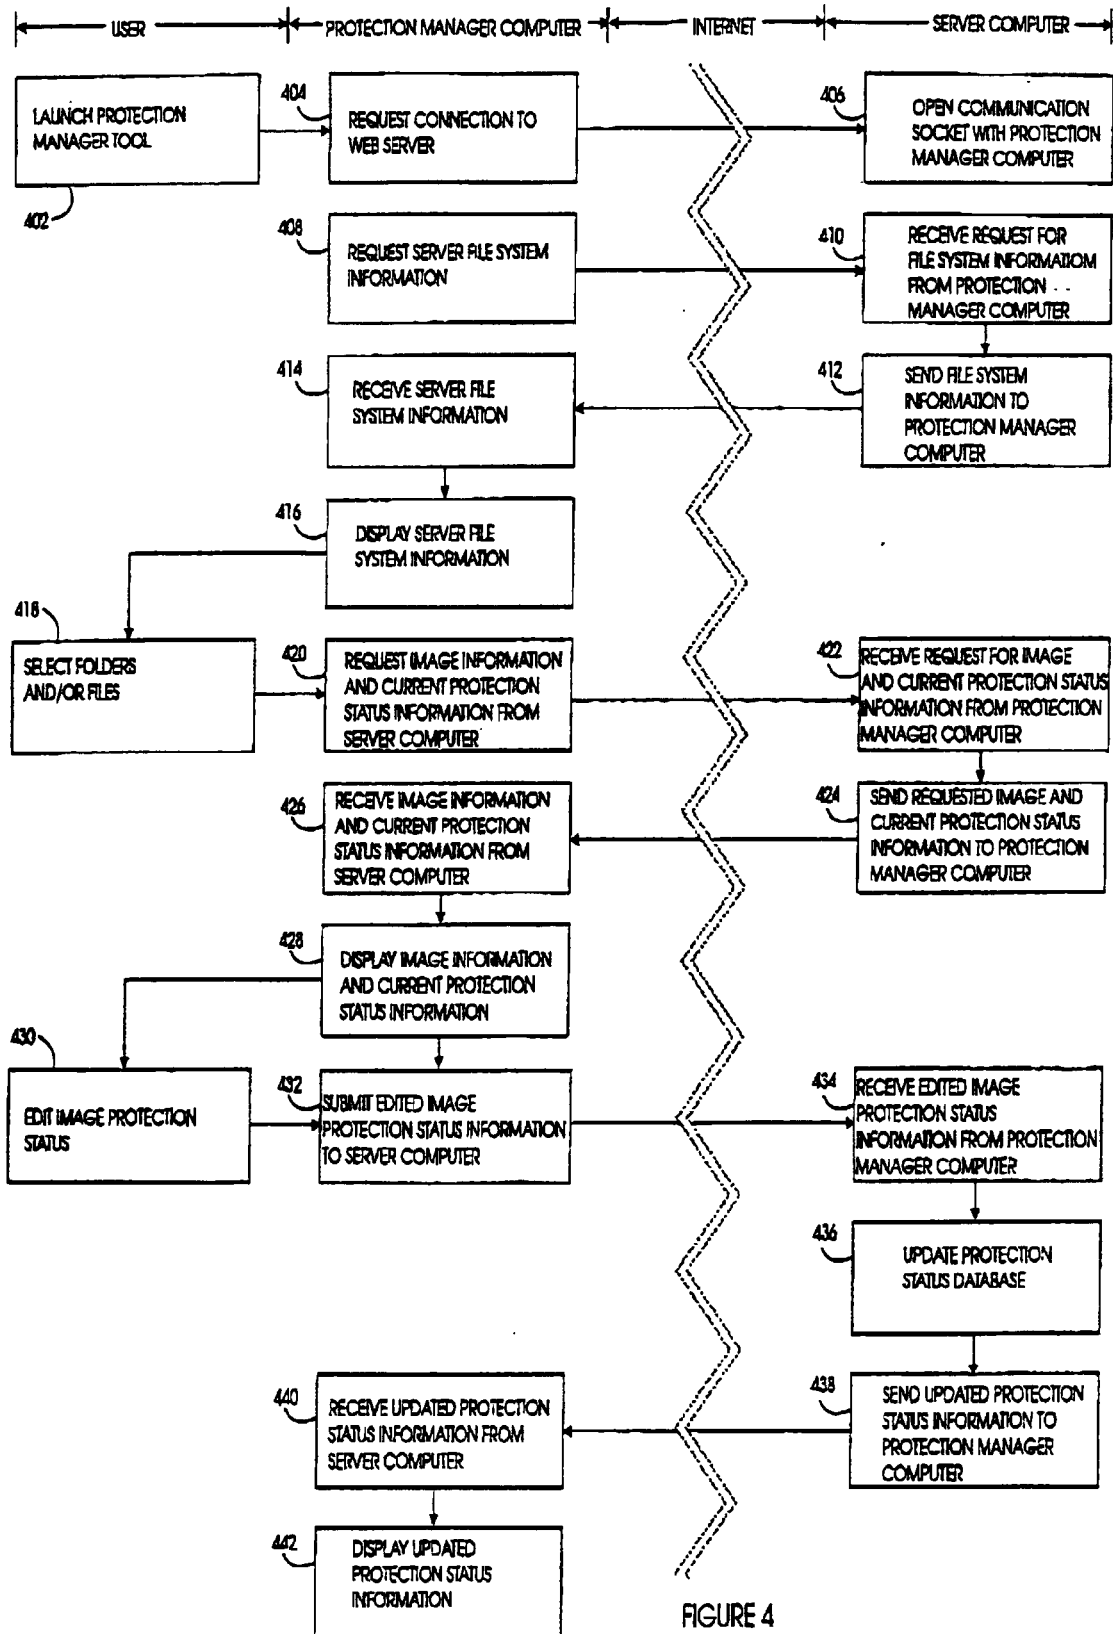 USER
PROTECTION MANAGER COMPUTER
INTERNET
SERVER COMPUTER
LAUNCH PROTECTION
MANAGER TOOL
402
404
REQUEST CONNECTION TO
WEB SERVER
406
OPEN COMMUNICATION
SOCKET WITH PROTECTION
MANAGER COMPUTER
408
REQUEST SERVER FILE SYSTEM
INFORMATION
410
RECEIVE REQUEST FOR
FILE SYSTEM INFORMATIOM
FROM PROTECTION
MANAGER COMPUTER
414
RECEIVE SERVER FILE
SYSTEM INFORMATION
412
SEND FILE SYSTEM
INFORMATION TO
PROTECTION MANAGER
COMPUTER
416
DISPLAY SERVER FILE
SYSTEM INFORMATION
418
SELECT FOLDERS
AND/OR FILES
420
REQUEST IMAGE INFORMATION
AND CURRENT PROTECTION
STATUS INFORMATION FROM
SERVER COMPUTER
422
RECEIVE REQUEST FOR IMAGE
AND CURRENT PROTECTION STATUS
INFORMATION FROM PROTECTION
MANAGER COMPUTER
426
RECEIVE IMAGE INFORMATION
AND CURRENT PROTECTION
STATUS INFORMATION FROM
SERVER COMPUTER
424
SEND REQUESTED IMAGE AND
CURRENT PROTECTION STATUS
INFORMATION TO PROTECTION
MANAGER COMPUTER
428
DISPLAY IMAGE INFORMATION
AND CURRENT PROTECTION
STATUS INFORMATION
430
EDIT IMAGE PROTECTION
STATUS
432
SUBMIT EDITED IMAGE
PROTECTION STATUS INFORMATION
TO SERVER COMPUTER
434
RECEIVE EDITED IMAGE
PROTECTION STATUS
INFORMATION FROM PROTECTION
MANAGER COMPUTER
436
UPDATE PROTECTION
STATUS DATABASE
440
RECEIVE UPDATED PROTECTION
STATUS INFORMATION FROM
SERVER COMPUTER
438
SEND UPDATED PROTECTION
STATUS INFORMATION TO
PROTECTION MANAGER
COMPUTER
442
DISPLAY UPDATED
PROTECTION STATUS
INFORMATION
FIGURE 4